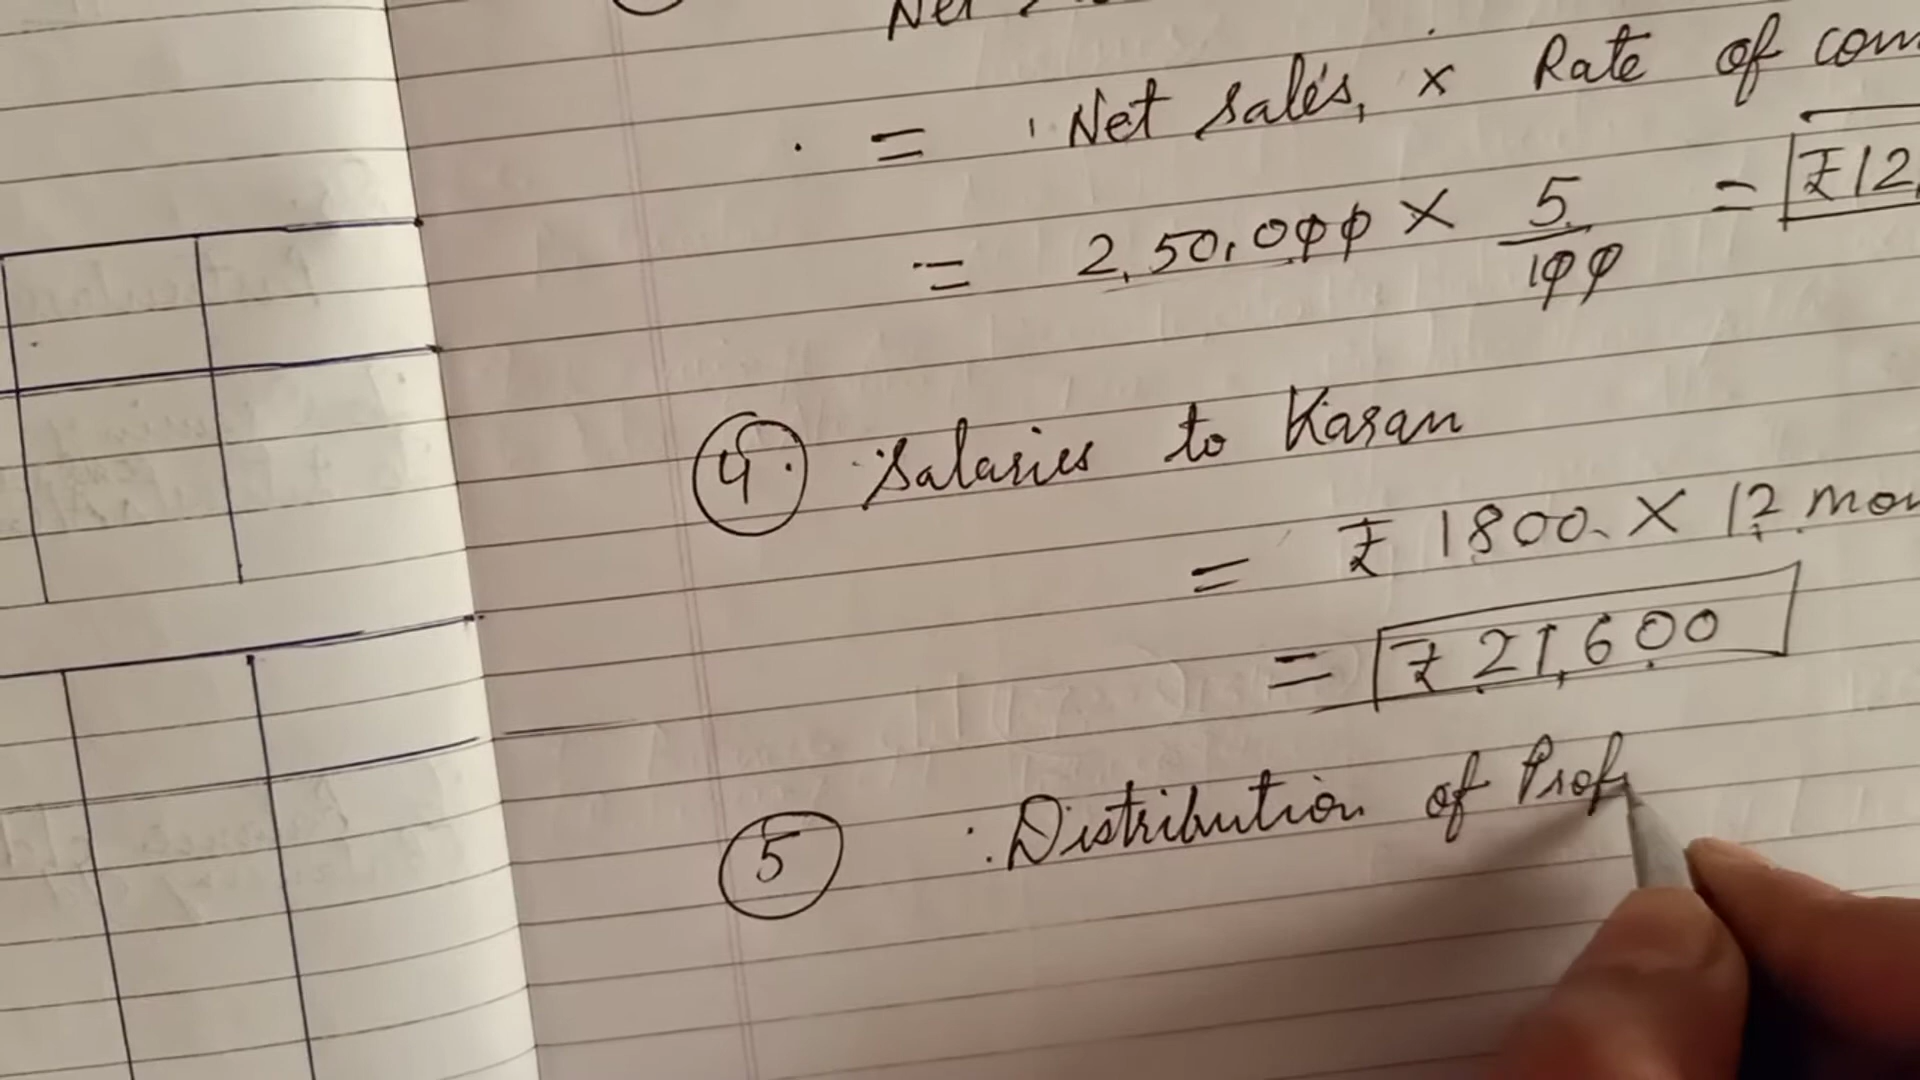 Net
= Net sales, x Rate of com
= 2,50,000 X 5/100 = ₹12,
4. Salaries to Karan
= ₹ 1800 X 12 mon
= ₹ 21,600
5 Distribution of Prof